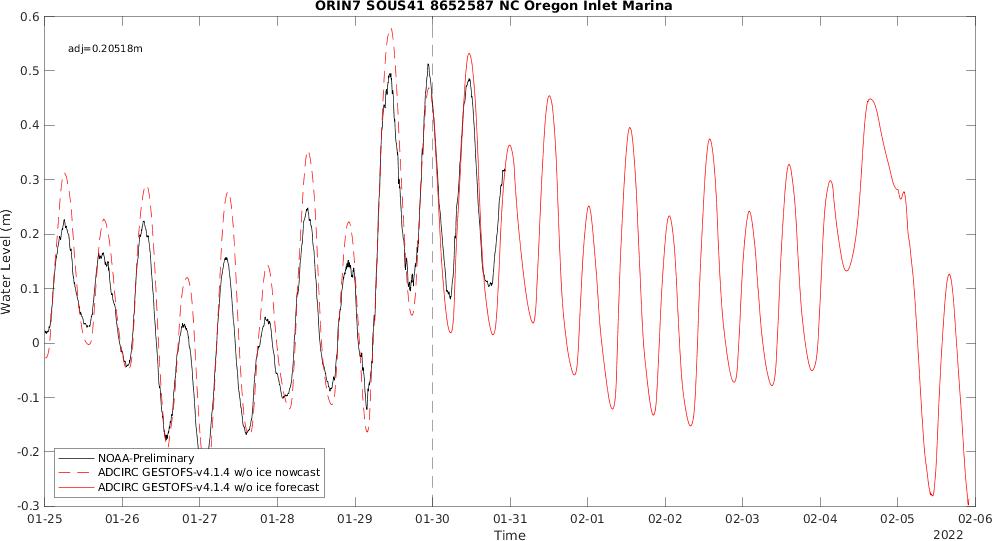 ORIN7 SOUS41 8652587 NC Oregon Inlet Marina
0.6
adj=0.20518m
0.5
0.4
0.3
0.2
0.1
0
-0.1
-0.2
-0.3
Water Level (m)
NOAA-Preliminary
ADCIRC GESTOFS-v4.1.4 w/o ice nowcast
ADCIRC GESTOFS-v4.1.4 w/o ice forecast
01-25 01-26 01-27 01-28 01-29 01-30 01-31 02-01 02-02 02-03 02-04 02-05 02-06
Time
2022